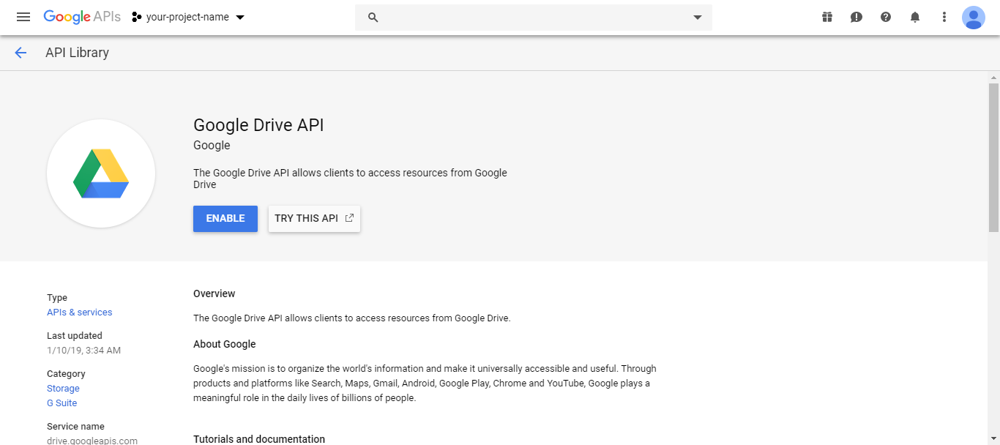 Google APIs your-project-name
API Library
Google Drive API
Google
The Google Drive API allows clients to access resources from Google
Drive
ENABLE TRY THIS API
Type
APIs & services
Last updated
1/10/19, 3:34 AM
Category
Storage
G Suite
Service name
drive.googleapis.com
Overview
The Google Drive API allows clients to access resources from Google Drive.
About Google
Google's mission is to organize the world's information and make it universally accessible and useful. Through
products and platforms like Search, Maps, Gmail, Android, Google Play, Chrome and YouTube, Google plays a
meaningful role in the daily lives of billions of people.
Tutorials and documentation